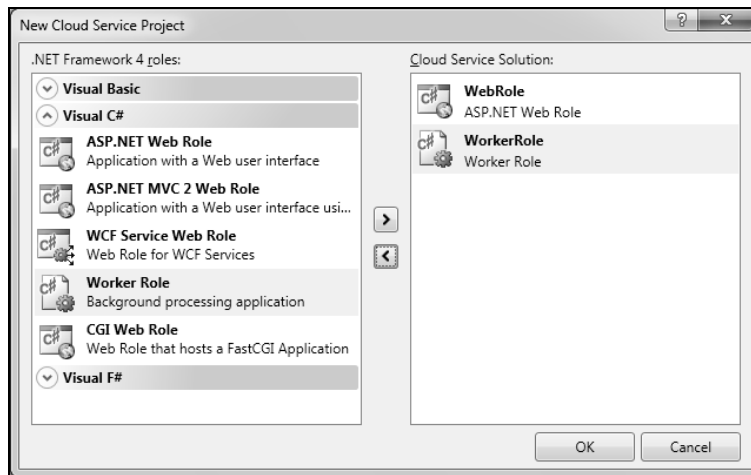 New Cloud Service Project
.NET Framework 4 roles:
Visual Basic
Visual C#
ASP.NET Web Role
Application with a Web user interface
ASP.NET MVC 2 Web Role
Application with a Web user interface usi...
WCF Service Web Role
Web Role for WCF Services
Worker Role
Background processing application
CGI Web Role
Web Role that hosts a FastCGI Application
Visual F#
Cloud Service Solution:
WebRole
ASP.NET Web Role
WorkerRole
Worker Role
OK
Cancel